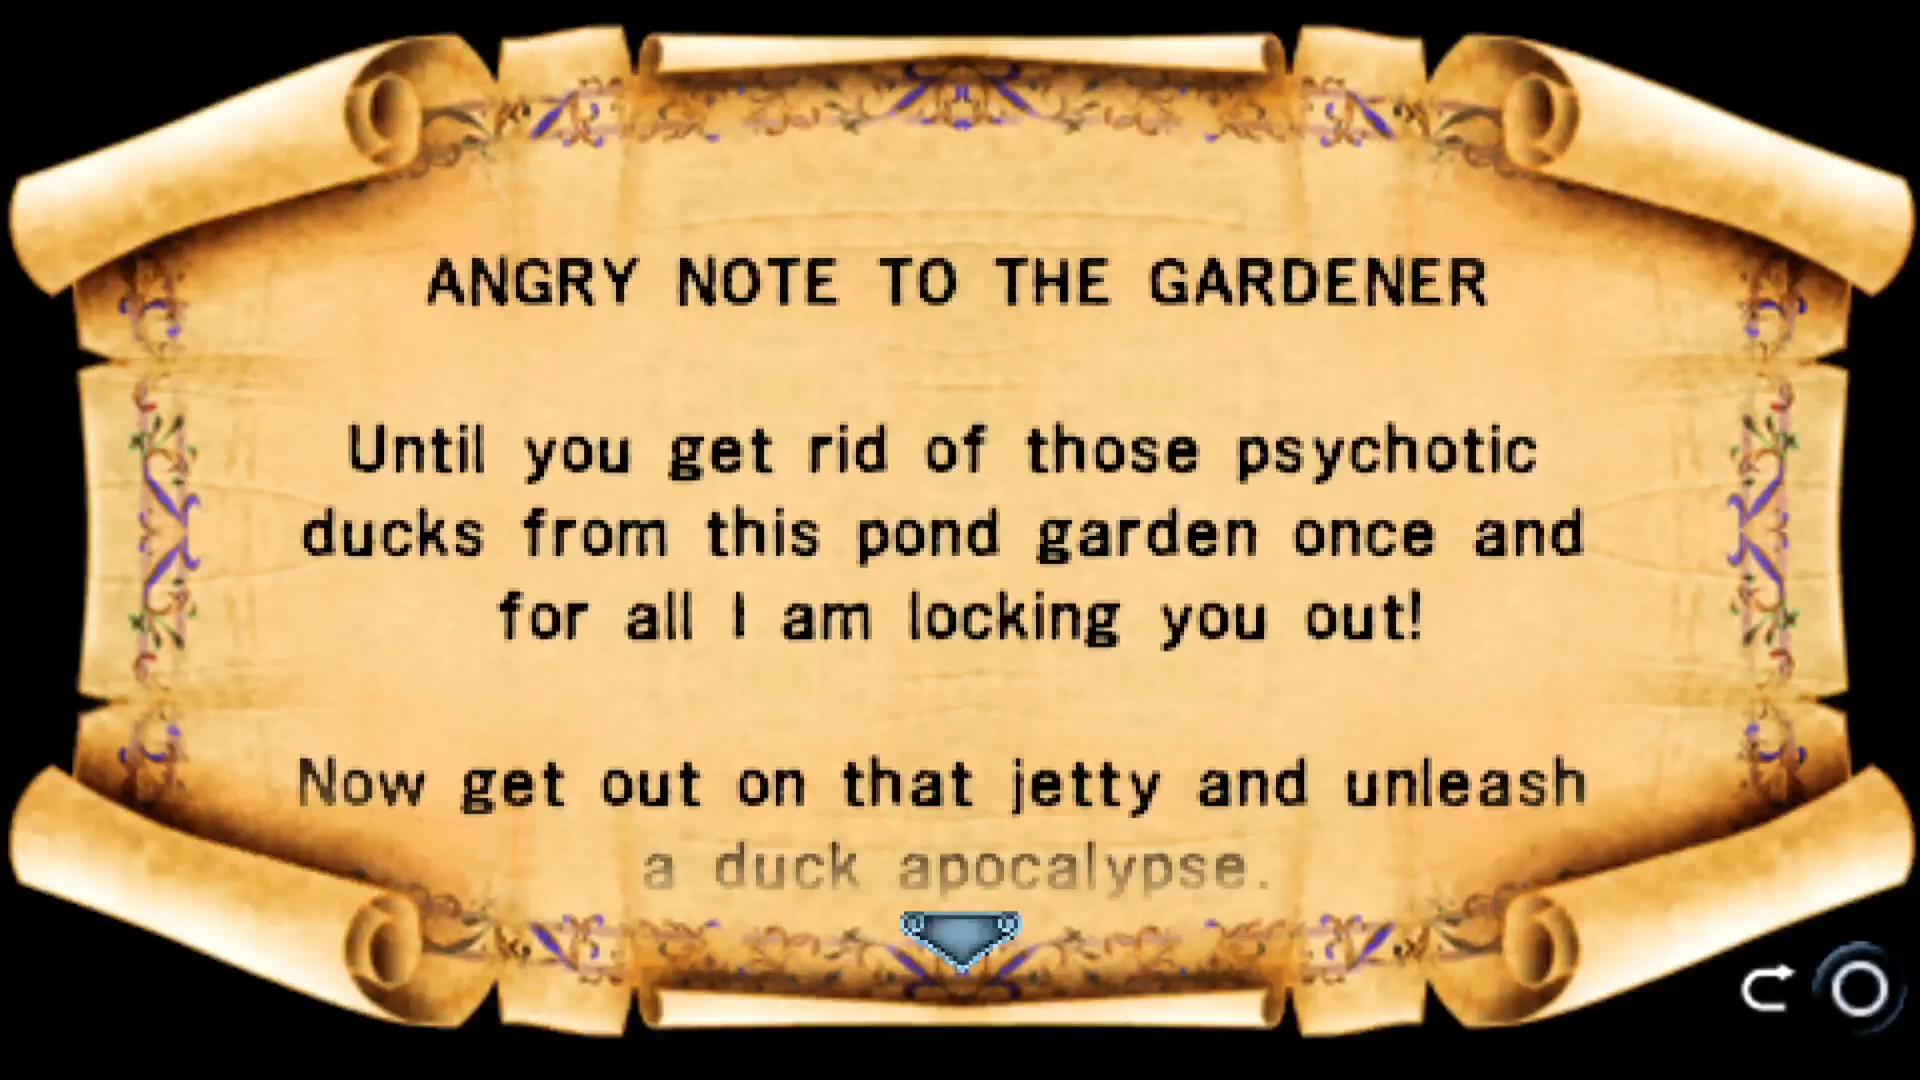 ANGRY NOTE TO THE GARDENER
Until you get rid of those psychotic
ducks from this pond garden once and
for all I am locking you out!
Now get out on that jetty and unleash
a duck apocalypse.